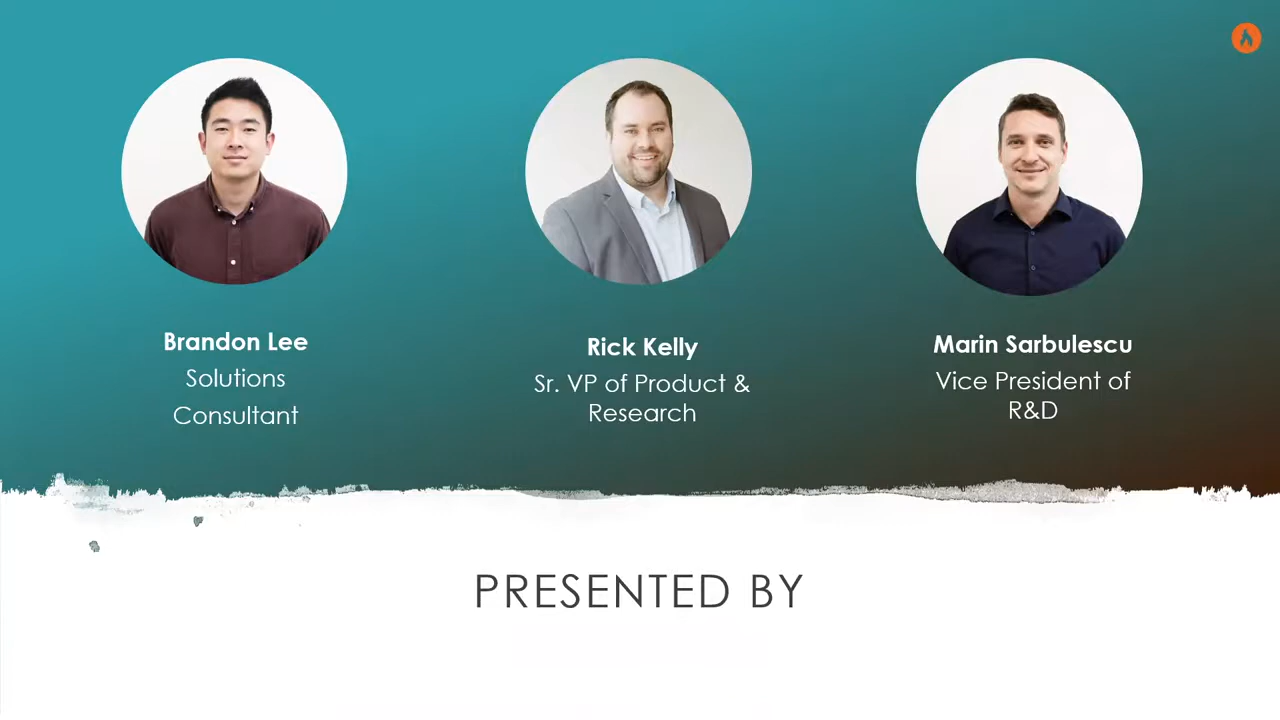 Brandon Lee
Solutions
Consultant
Rick Kelly
Sr. VP of Product &
Research
Marin Sarbulescu
Vice President of
R&D
PRESENTED BY